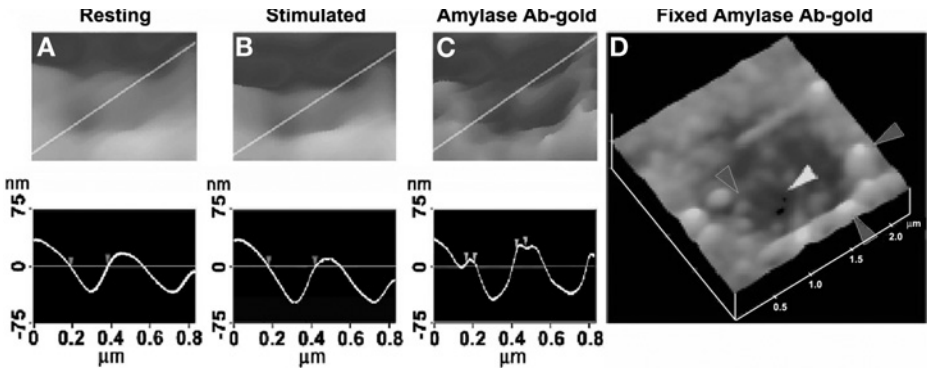 Resting
Stimulated
Amylase Ab-gold
Fixed Amylase Ab-gold
A
B
C
D
nm
nm
nm
75
0
-75
75
0
-75
75
0
-75
0 0.2 0.4 0.6 0.8
0 0.2 0.4 0.6 0.8
0 0.2 0.4 0.6 0.8
μm
μm
μm
0.5
1.0
1.5
2.0
μm